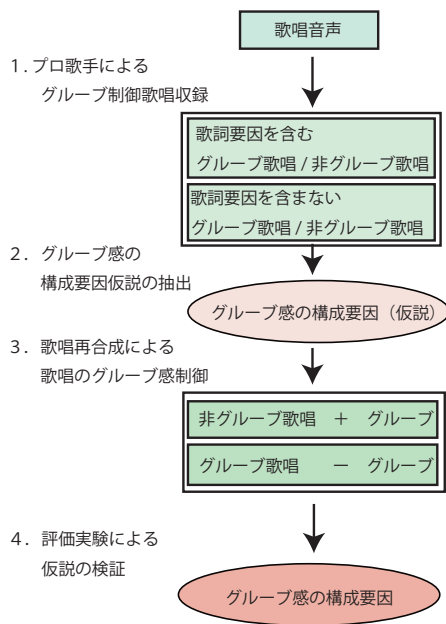 歌唱音声
1. プロ歌手による
グルーブ制御歌唱収録
歌詞要因を含む
グルーブ歌唱 / 非グルーブ歌唱
歌詞要因を含まない
グルーブ歌唱 / 非グルーブ歌唱
2. グルーブ感の
構成要因仮説の抽出
グルーブ感の構成要因（仮説）
3. 歌唱再合成による
歌唱のグルーブ感制御
非グルーブ歌唱 + グルーブ
グルーブ歌唱 － グルーブ
4. 評価実験による
仮説の検証
グルーブ感の構成要因